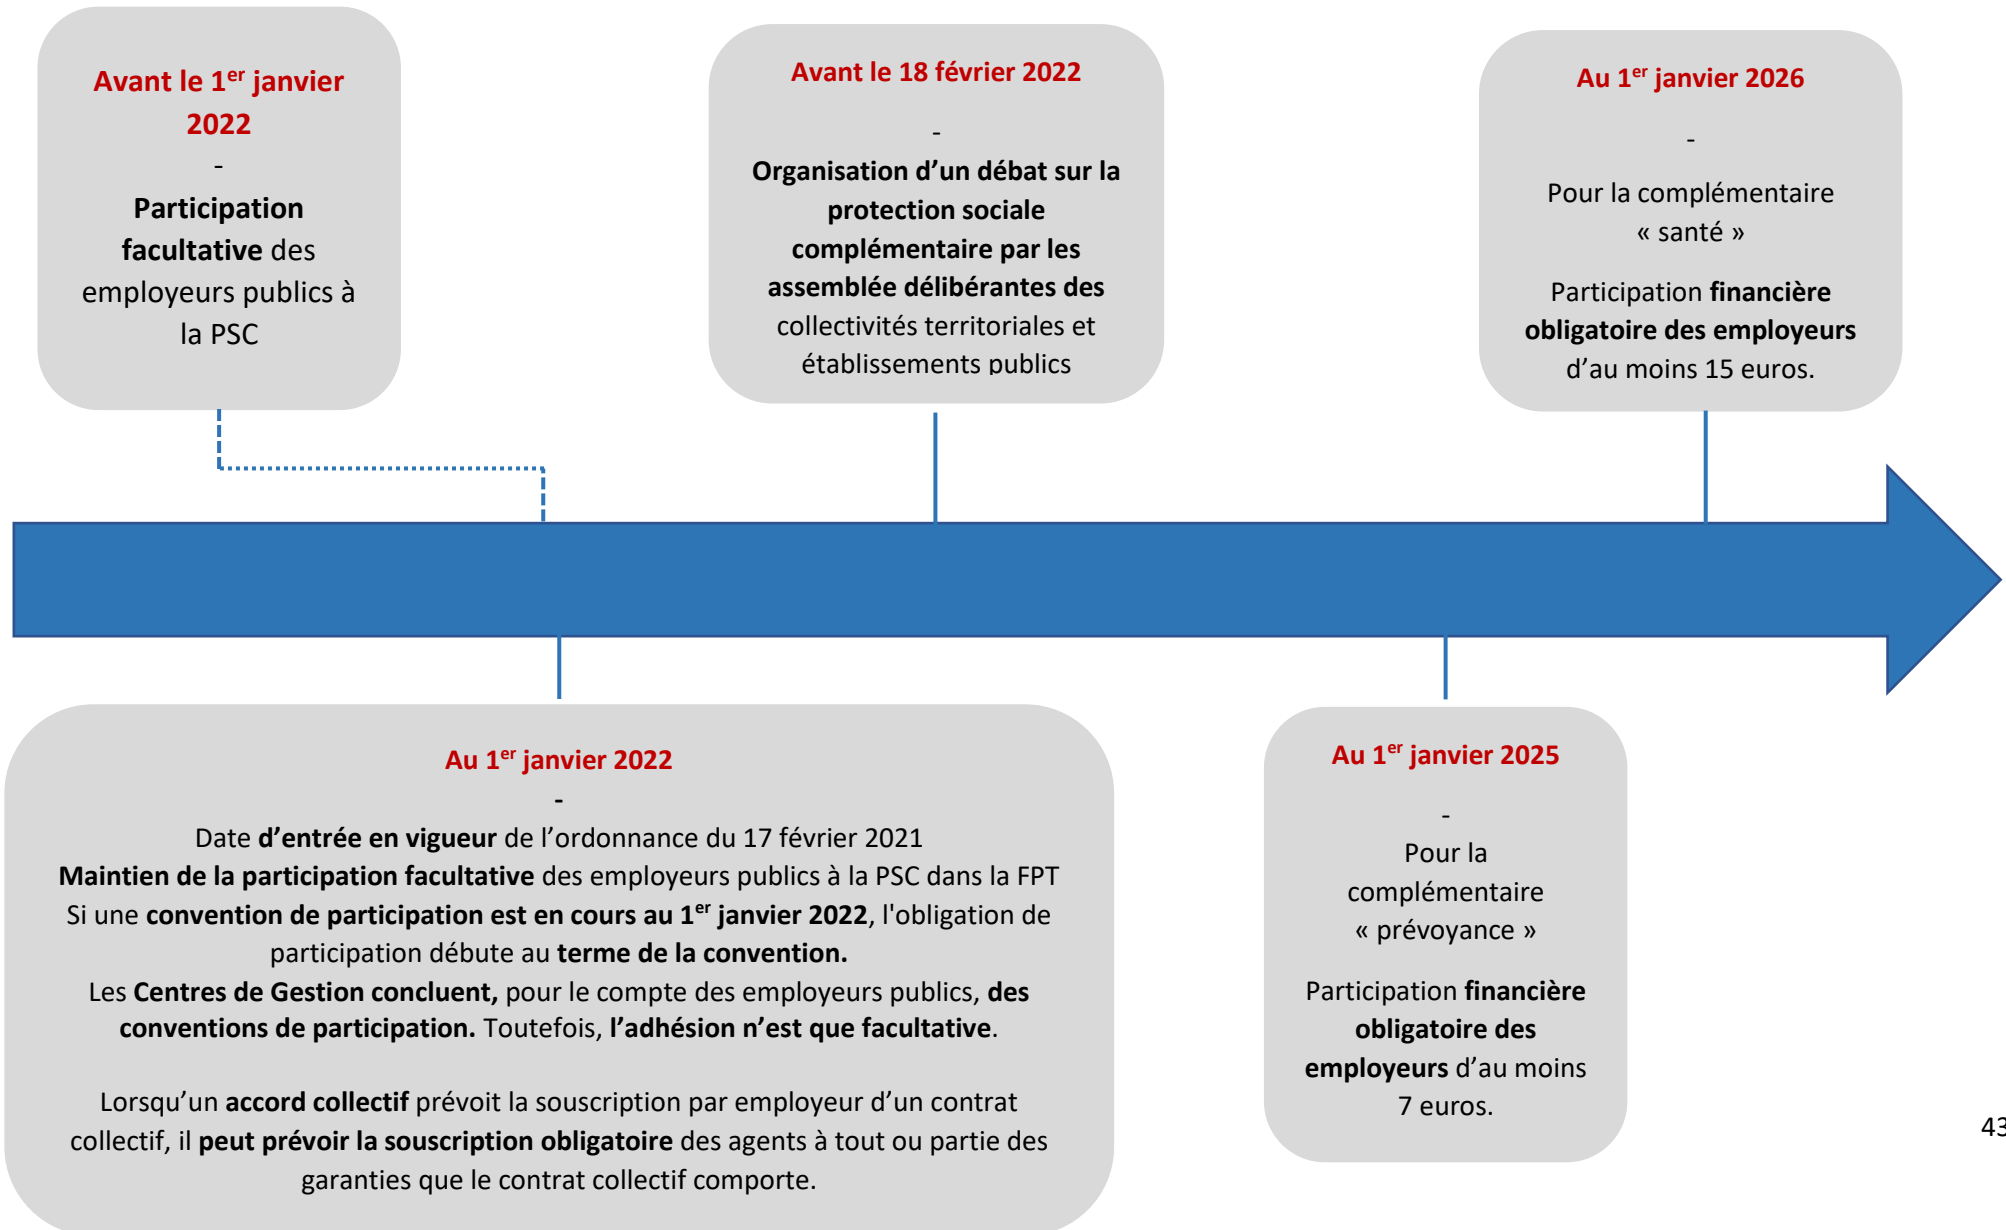 Avant le 1er janvier
2022
-
Participation
facultative des
employeurs publics à
la PSC
Avant le 18 février 2022
-
Organisation d’un débat sur la
protection sociale
complémentaire par les
assemblée délibérantes des
collectivités territoriales et
établissements publics
Au 1er janvier 2026
-
Pour la complémentaire
« santé »
Participation financière
obligatoire des employeurs
d’au moins 15 euros.
Au 1er janvier 2022
-
Date d’entrée en vigueur de l’ordonnance du 17 février 2021
Maintien de la participation facultative des employeurs publics à la PSC dans la FPT
Si une convention de participation est en cours au 1er janvier 2022, l'obligation de
participation débute au terme de la convention.
Les Centres de Gestion concluent, pour le compte des employeurs publics, des
conventions de participation. Toutefois, l’adhésion n’est que facultative.
Lorsqu’un accord collectif prévoit la souscription par employeur d’un contrat
collectif, il peut prévoir la souscription obligatoire des agents à tout ou partie des
garanties que le contrat collectif comporte.
Au 1er janvier 2025
-
Pour la
complémentaire
« prévoyance »
Participation financière
obligatoire des
employeurs d’au moins
7 euros.
43